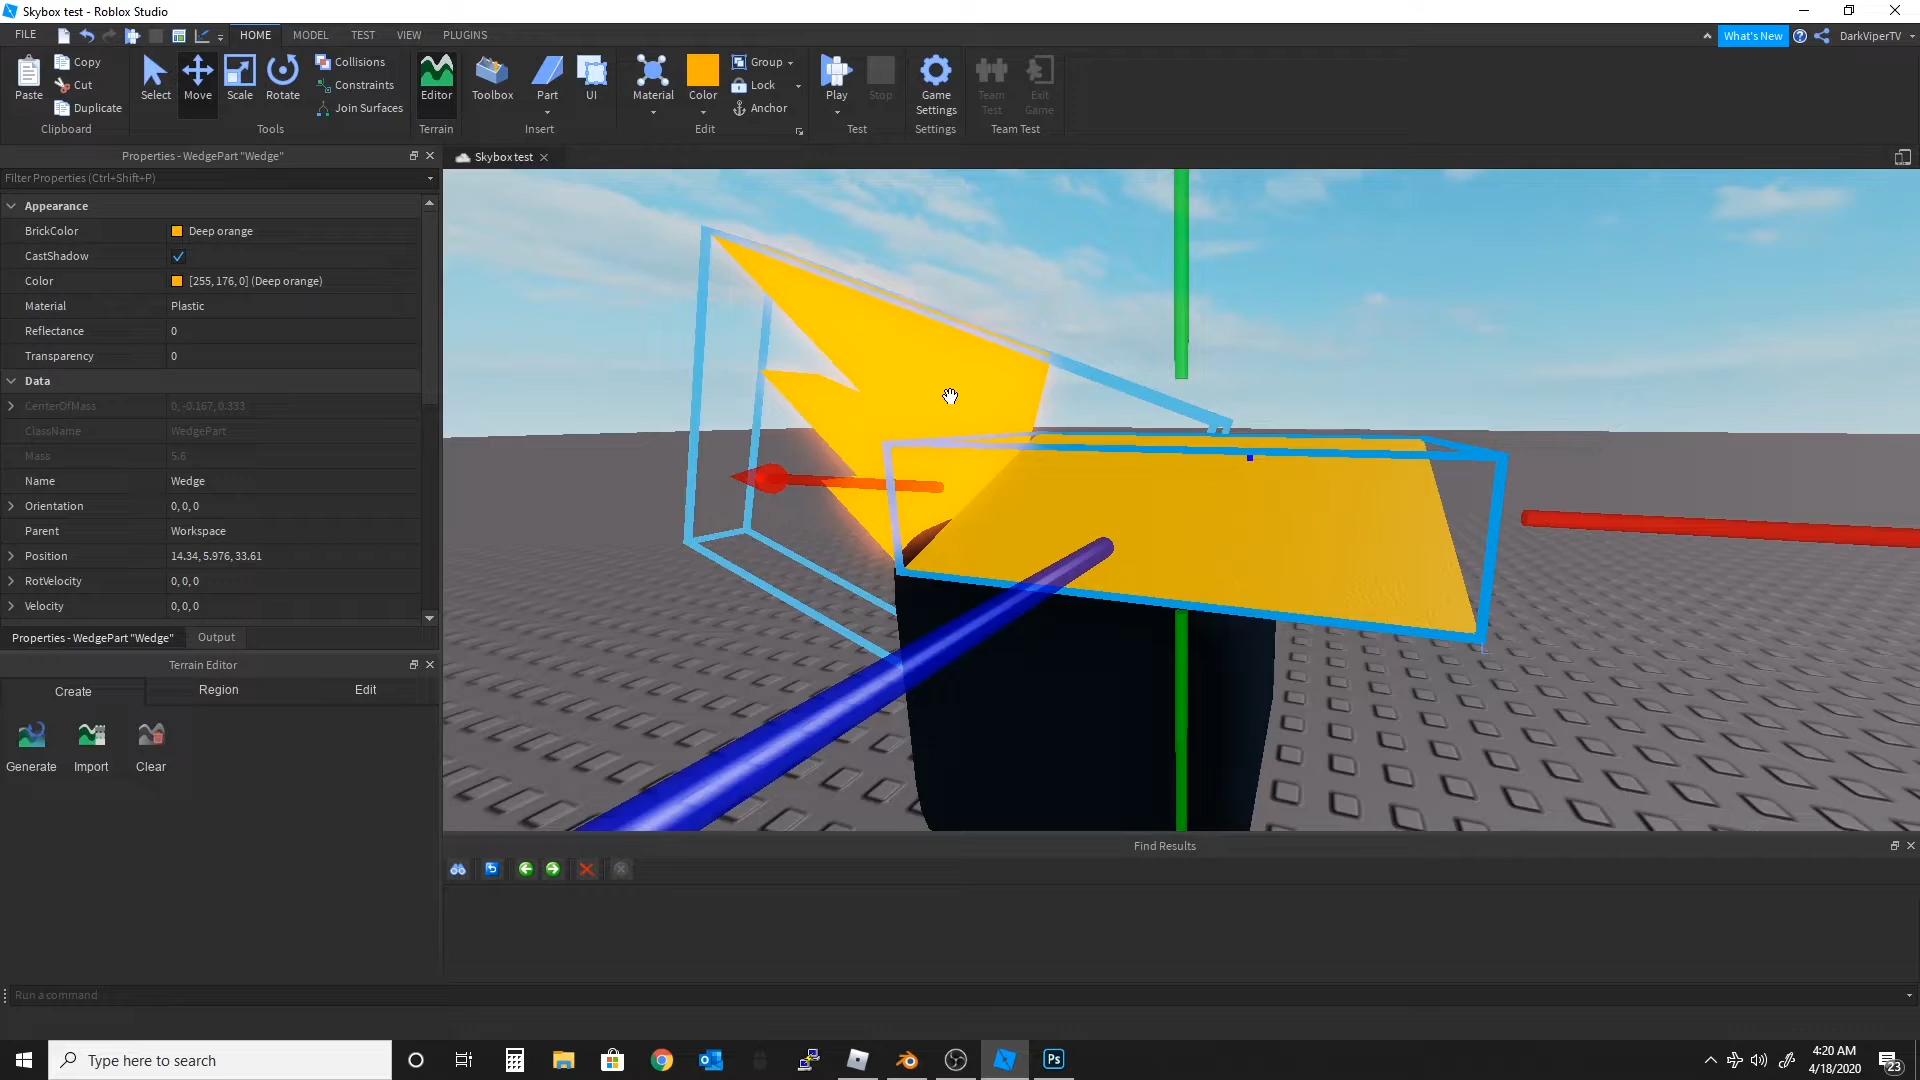 Skybox test - Roblox Studio
FILE HOME MODEL TEST VIEW PLUGINS What's New DarkViperTV
Copy Collisions Group
Cut Constraints Lock
Paste Duplicate Select Move Scale Rotate Join Surfaces Editor Toolbox Part UI Material Color Anchor Play Stop Game Settings Team Test Exit Game
Clipboard Tools Terrain Insert Edit Test Settings Team Test
Properties - WedgePart "Wedge" Skybox test
Filter Properties (Ctrl+Shift+P)
Appearance
BrickColor Deep orange
CastShadow
Color [255, 176, 0] (Deep orange)
Material Plastic
Reflectance 0
Transparency 0
Data
CenterOfMass 0, -0.167, 0.333
ClassName WedgePart
Mass 5.6
Name Wedge
Orientation 0, 0, 0
Parent Workspace
Position 14.34, 5.976, 33.61
RotVelocity 0, 0, 0
Velocity 0, 0, 0
Properties - WedgePart "Wedge" Output
Terrain Editor
Create Region Edit
Generate Import Clear
Find Results
Run a command
Type here to search
Ps
4:20 AM
4/18/2020
23